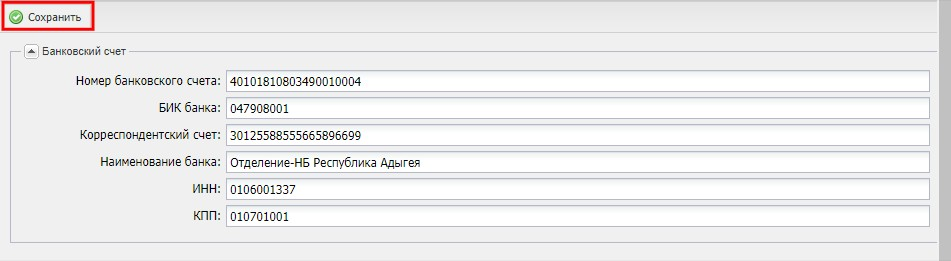 Сохранить
Банковский счет
Номер банковского счета: 40101810803490010004
БИК банка: 047908001
Корреспондентский счет: 30125588555665896699
Наименование банка: Отделение-НБ Республика Адыгея
ИНН: 0106001337
КПП: 010701001